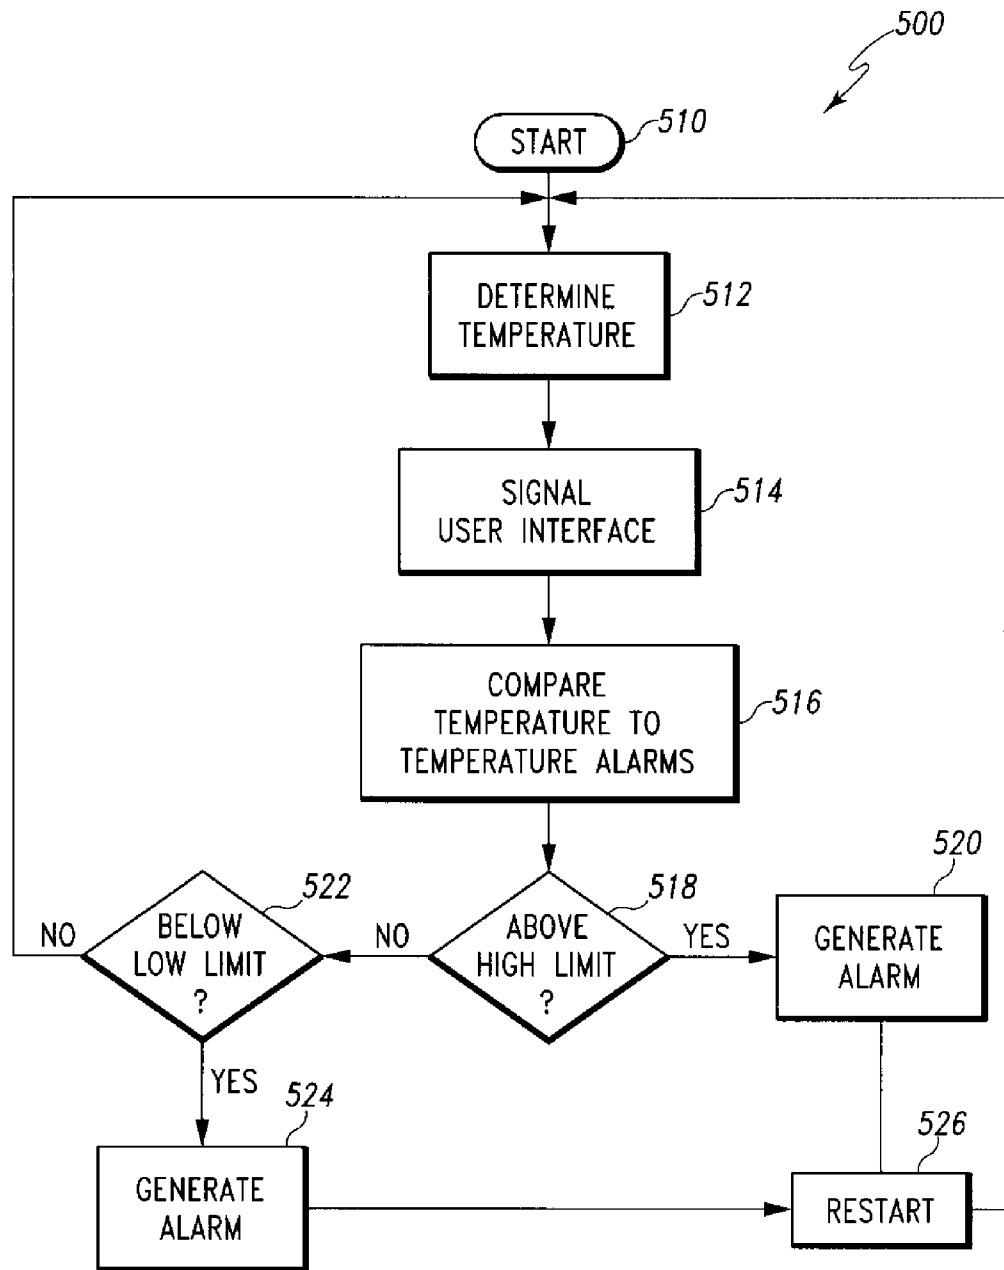 500
START
510
DETERMINE
TEMPERATURE
512
SIGNAL
USER INTERFACE
514
COMPARE
TEMPERATURE TO
TEMPERATURE ALARMS
516
ABOVE
HIGH LIMIT
?
518
YES
GENERATE
ALARM
520
NO
BELOW
LOW LIMIT
?
522
NO
YES
GENERATE
ALARM
524
RESTART
526